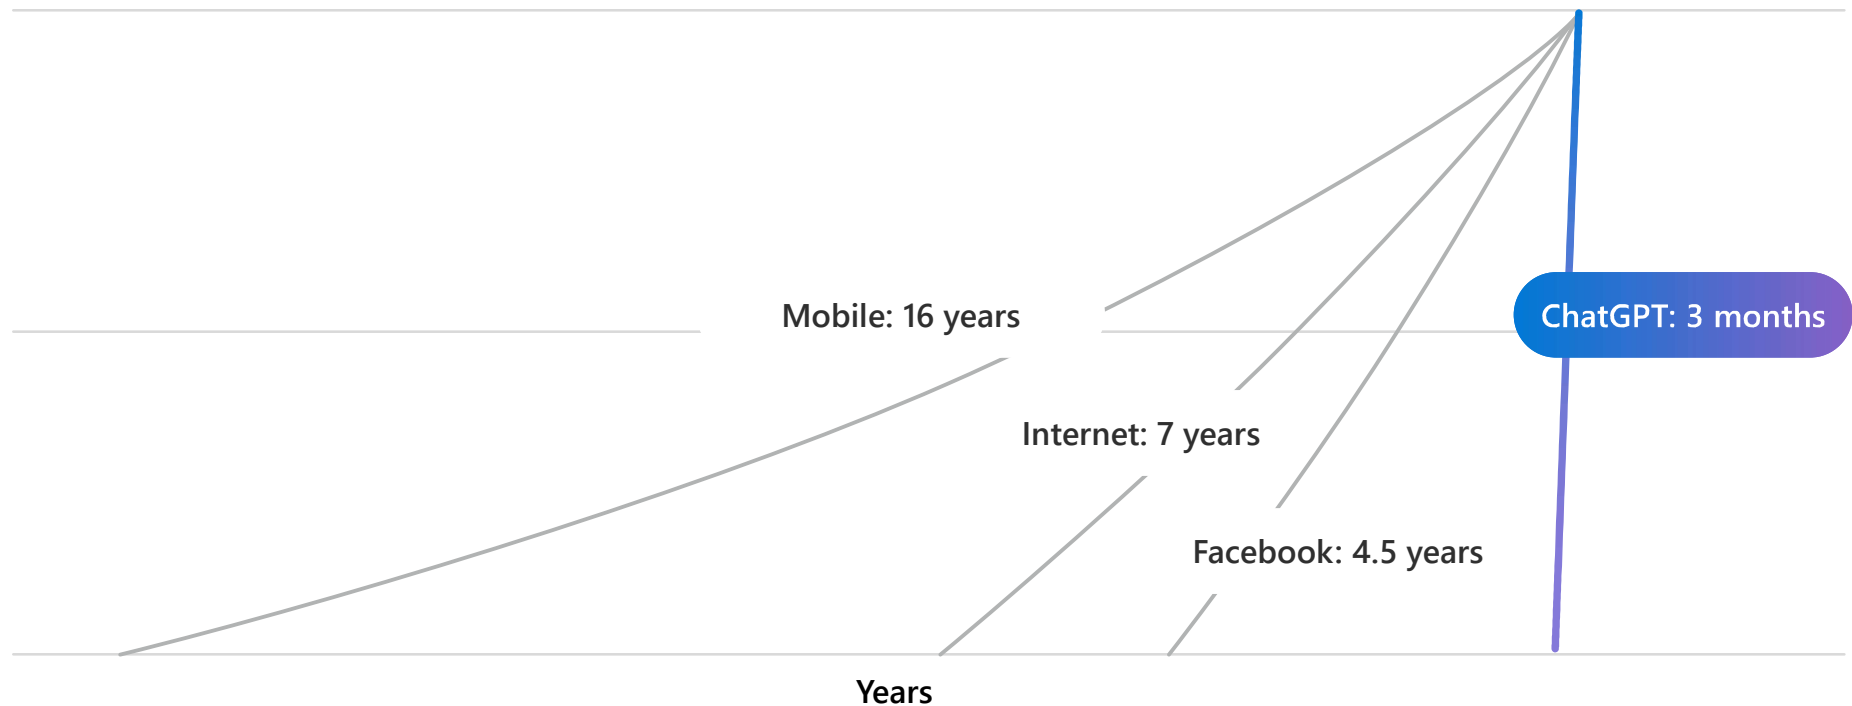 Mobile: 16 years
ChatGPT: 3 months
Internet: 7 years
Facebook: 4.5 years
Years